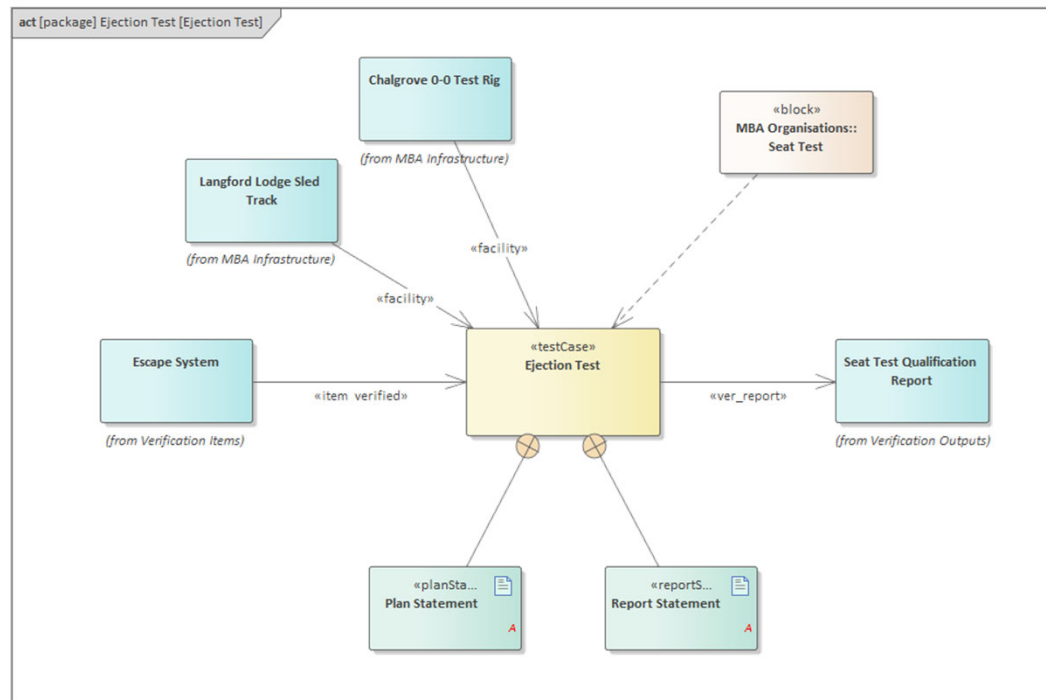 act [package] Ejection Test [Ejection Test]
Chalgrove 0-0 Test Rig
(from MBA Infrastructure)
«block»
MBA Organisations::
Seat Test
Langford Lodge Sled
Track
(from MBA Infrastructure)
«facility»
«facility»
Escape System
(from Verification Items)
«item verified»
«testCase»
Ejection Test
«ver_report»
Seat Test Qualification
Report
(from Verification Outputs)
«planSta...
Plan Statement
A
«reportS...
Report Statement
A